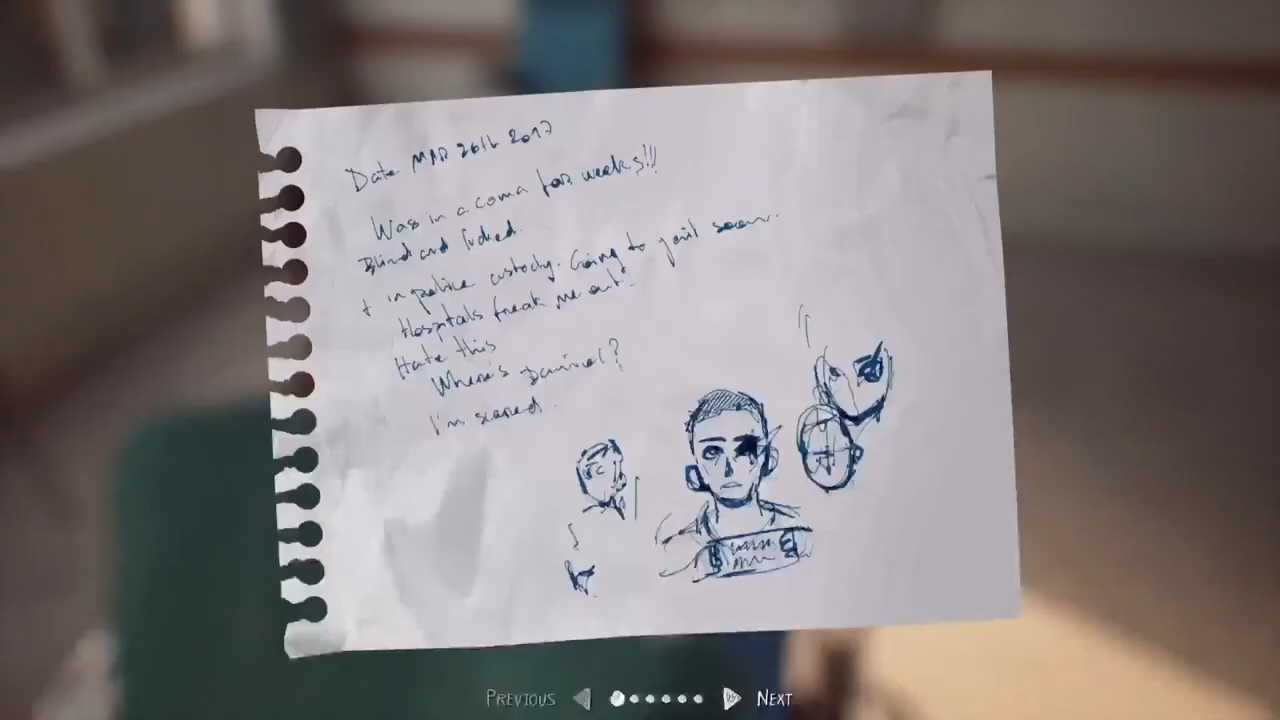 Date MAR 26th 2017
Was in a coma for weeks!!!
Blind and fucked.
+ in police custody. Going to jail soon.
Hospitals freak me out.
Hate this
Where's Daniel?
I'm scared.
PREVIOUS NEXT